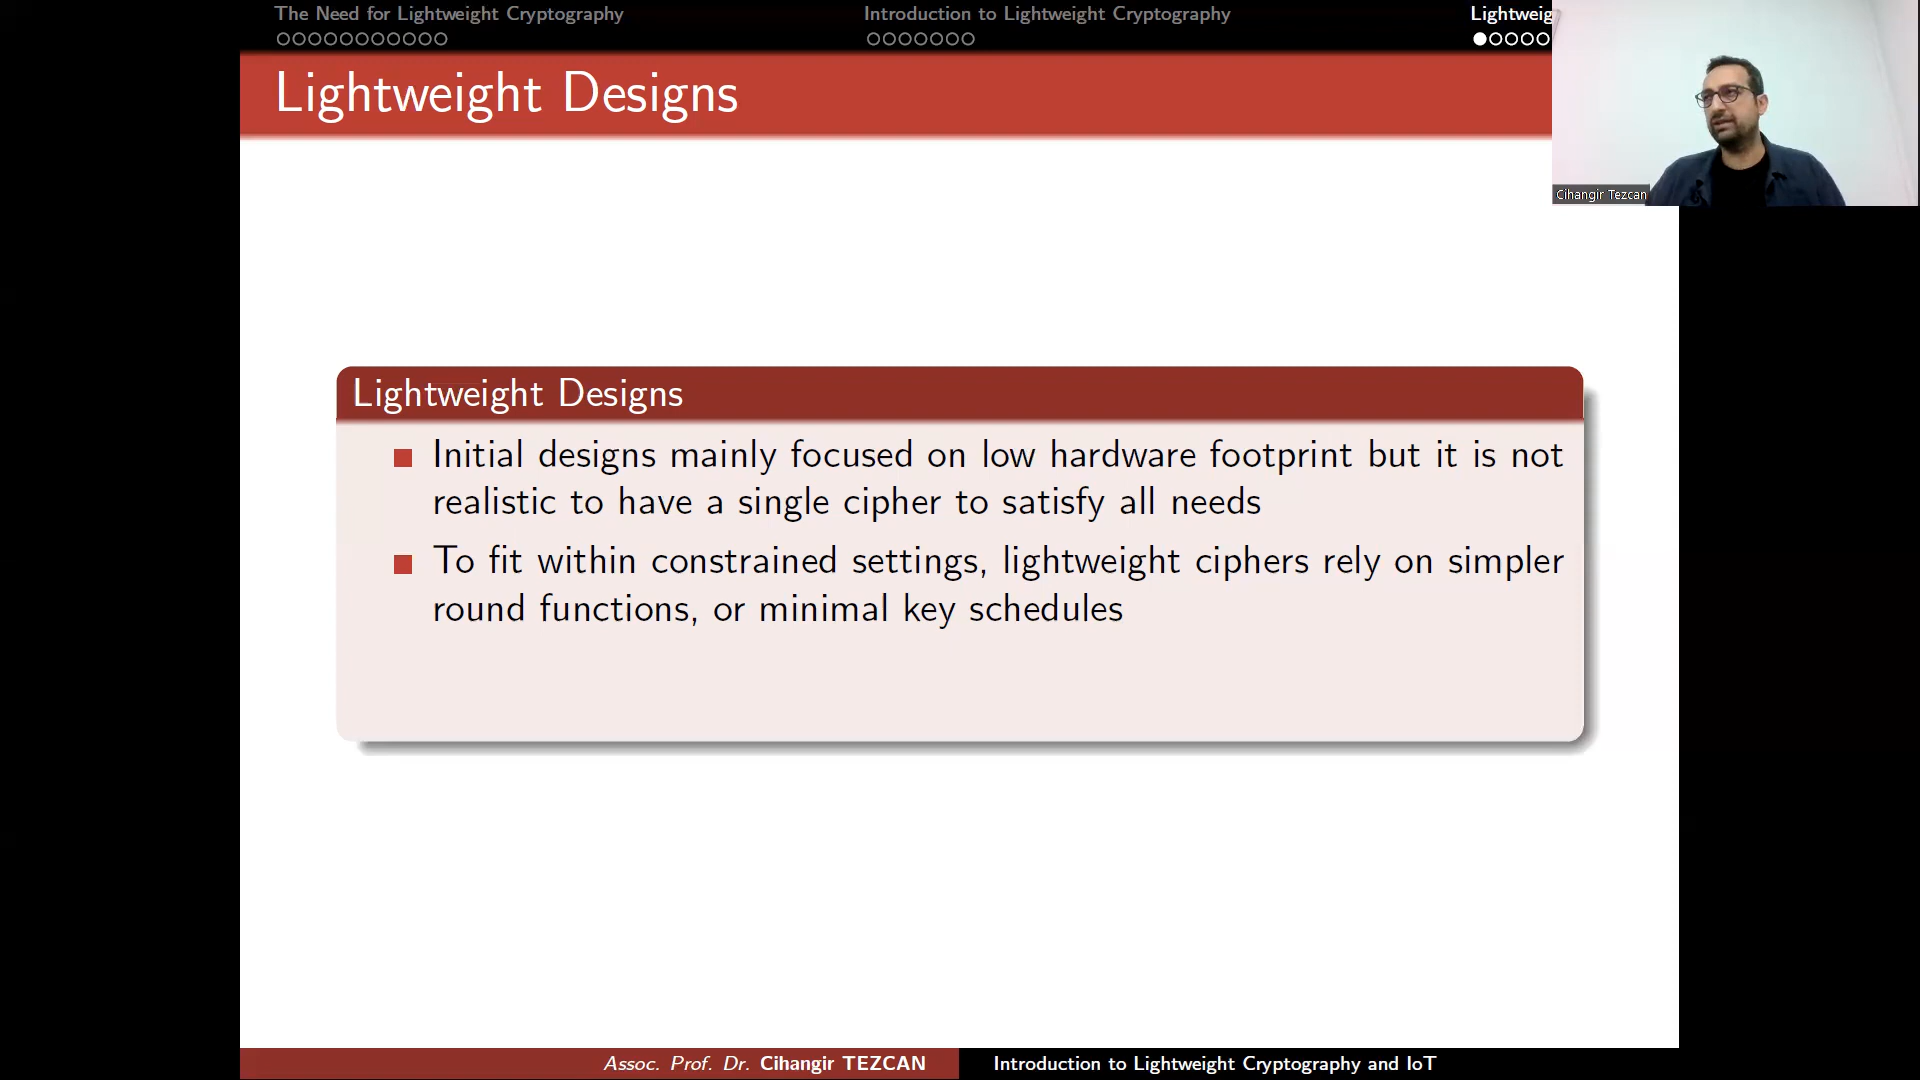 The Need for Lightweight Cryptography
Introduction to Lightweight Cryptography
Lightweig
Lightweight Designs
Cihangir Tezcan
Lightweight Designs
Initial designs mainly focused on low hardware footprint but it is not
realistic to have a single cipher to satisfy all needs
To fit within constrained settings, lightweight ciphers rely on simpler
round functions, or minimal key schedules
Assoc. Prof. Dr. Cihangir TEZCAN
Introduction to Lightweight Cryptography and IoT